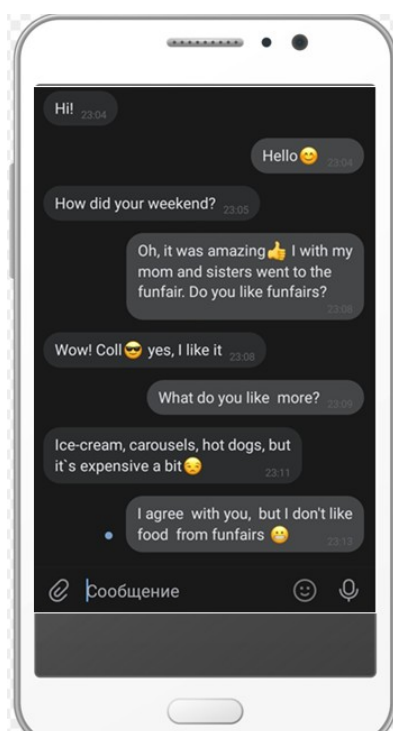 Hi! 23:04
Hello😊 23:04
How did your weekend? 23:05
Oh, it was amazing👍 I with my
mom and sisters went to the
funfair. Do you like funfairs?
23:08
Wow! Coll😎 yes, I like it 23:08
What do you like  more? 23:09
Ice-cream, carousels, hot dogs, but
it`s expensive a bit😒 23:11
I agree  with you,  but I don't like
food  from funfairs 😬 23:13
Сообщение